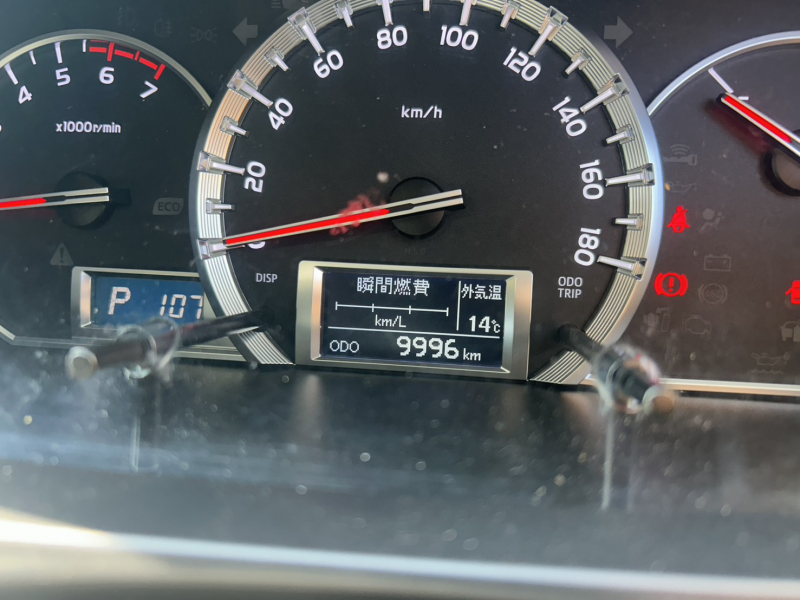 4 5 6 7
x1000r/min
ECO
P 107
0 20 40 60 80 100 120 140 160 180
km/h
DISP
ODO
TRIP
瞬間燃費
km/L
外気温
14℃
ODO 9996 km